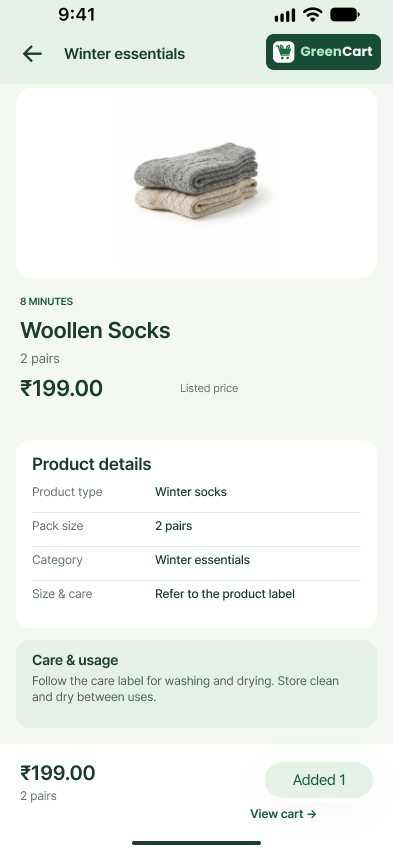 9:41
Winter essentials
GreenCart
8 MINUTES
Woollen Socks
2 pairs
₹199.00
Listed price
Product details
Product type Winter socks
Pack size 2 pairs
Category Winter essentials
Size & care Refer to the product label
Care & usage
Follow the care label for washing and drying. Store clean
and dry between uses.
₹199.00
Added 1
2 pairs
View cart →